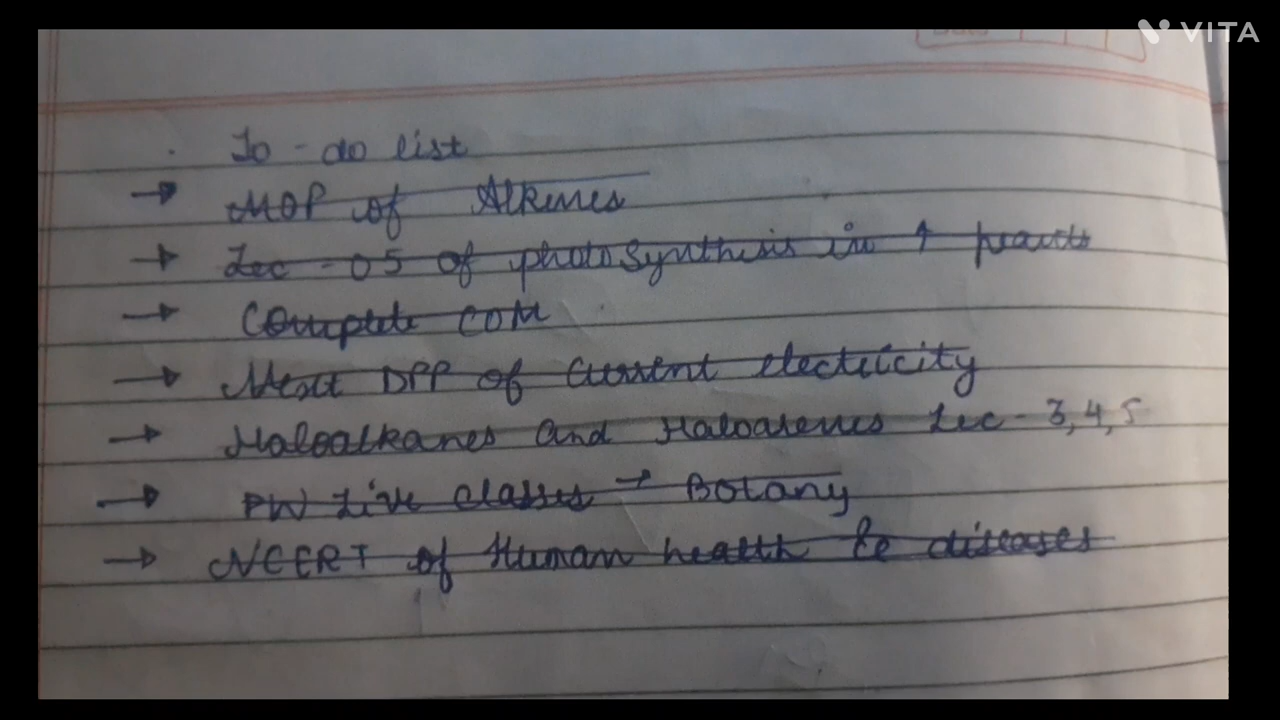 VITA
To - do list
→ MOP of Alkenes
→ Lec - 05 of photosynthesis in ↑ plants
→ Complete COM
→ Next DPP of Current electricity
→ Haloalkanes and Haloarenes Lec - 3, 4, 5
→ PW Live classes → Botany
→ NCERT of Human health & diseases